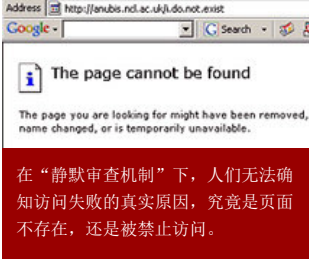 Address http://anubis.ncl.ac.uk/i.do.not.exist
Google Search
The page cannot be found
The page you are looking for might have been removed,
name changed, or is temporarily unavailable.
在“静默审查机制”下，人们无法确
知访问失败的真实原因，究竟是页面
不存在，还是被禁止访问。